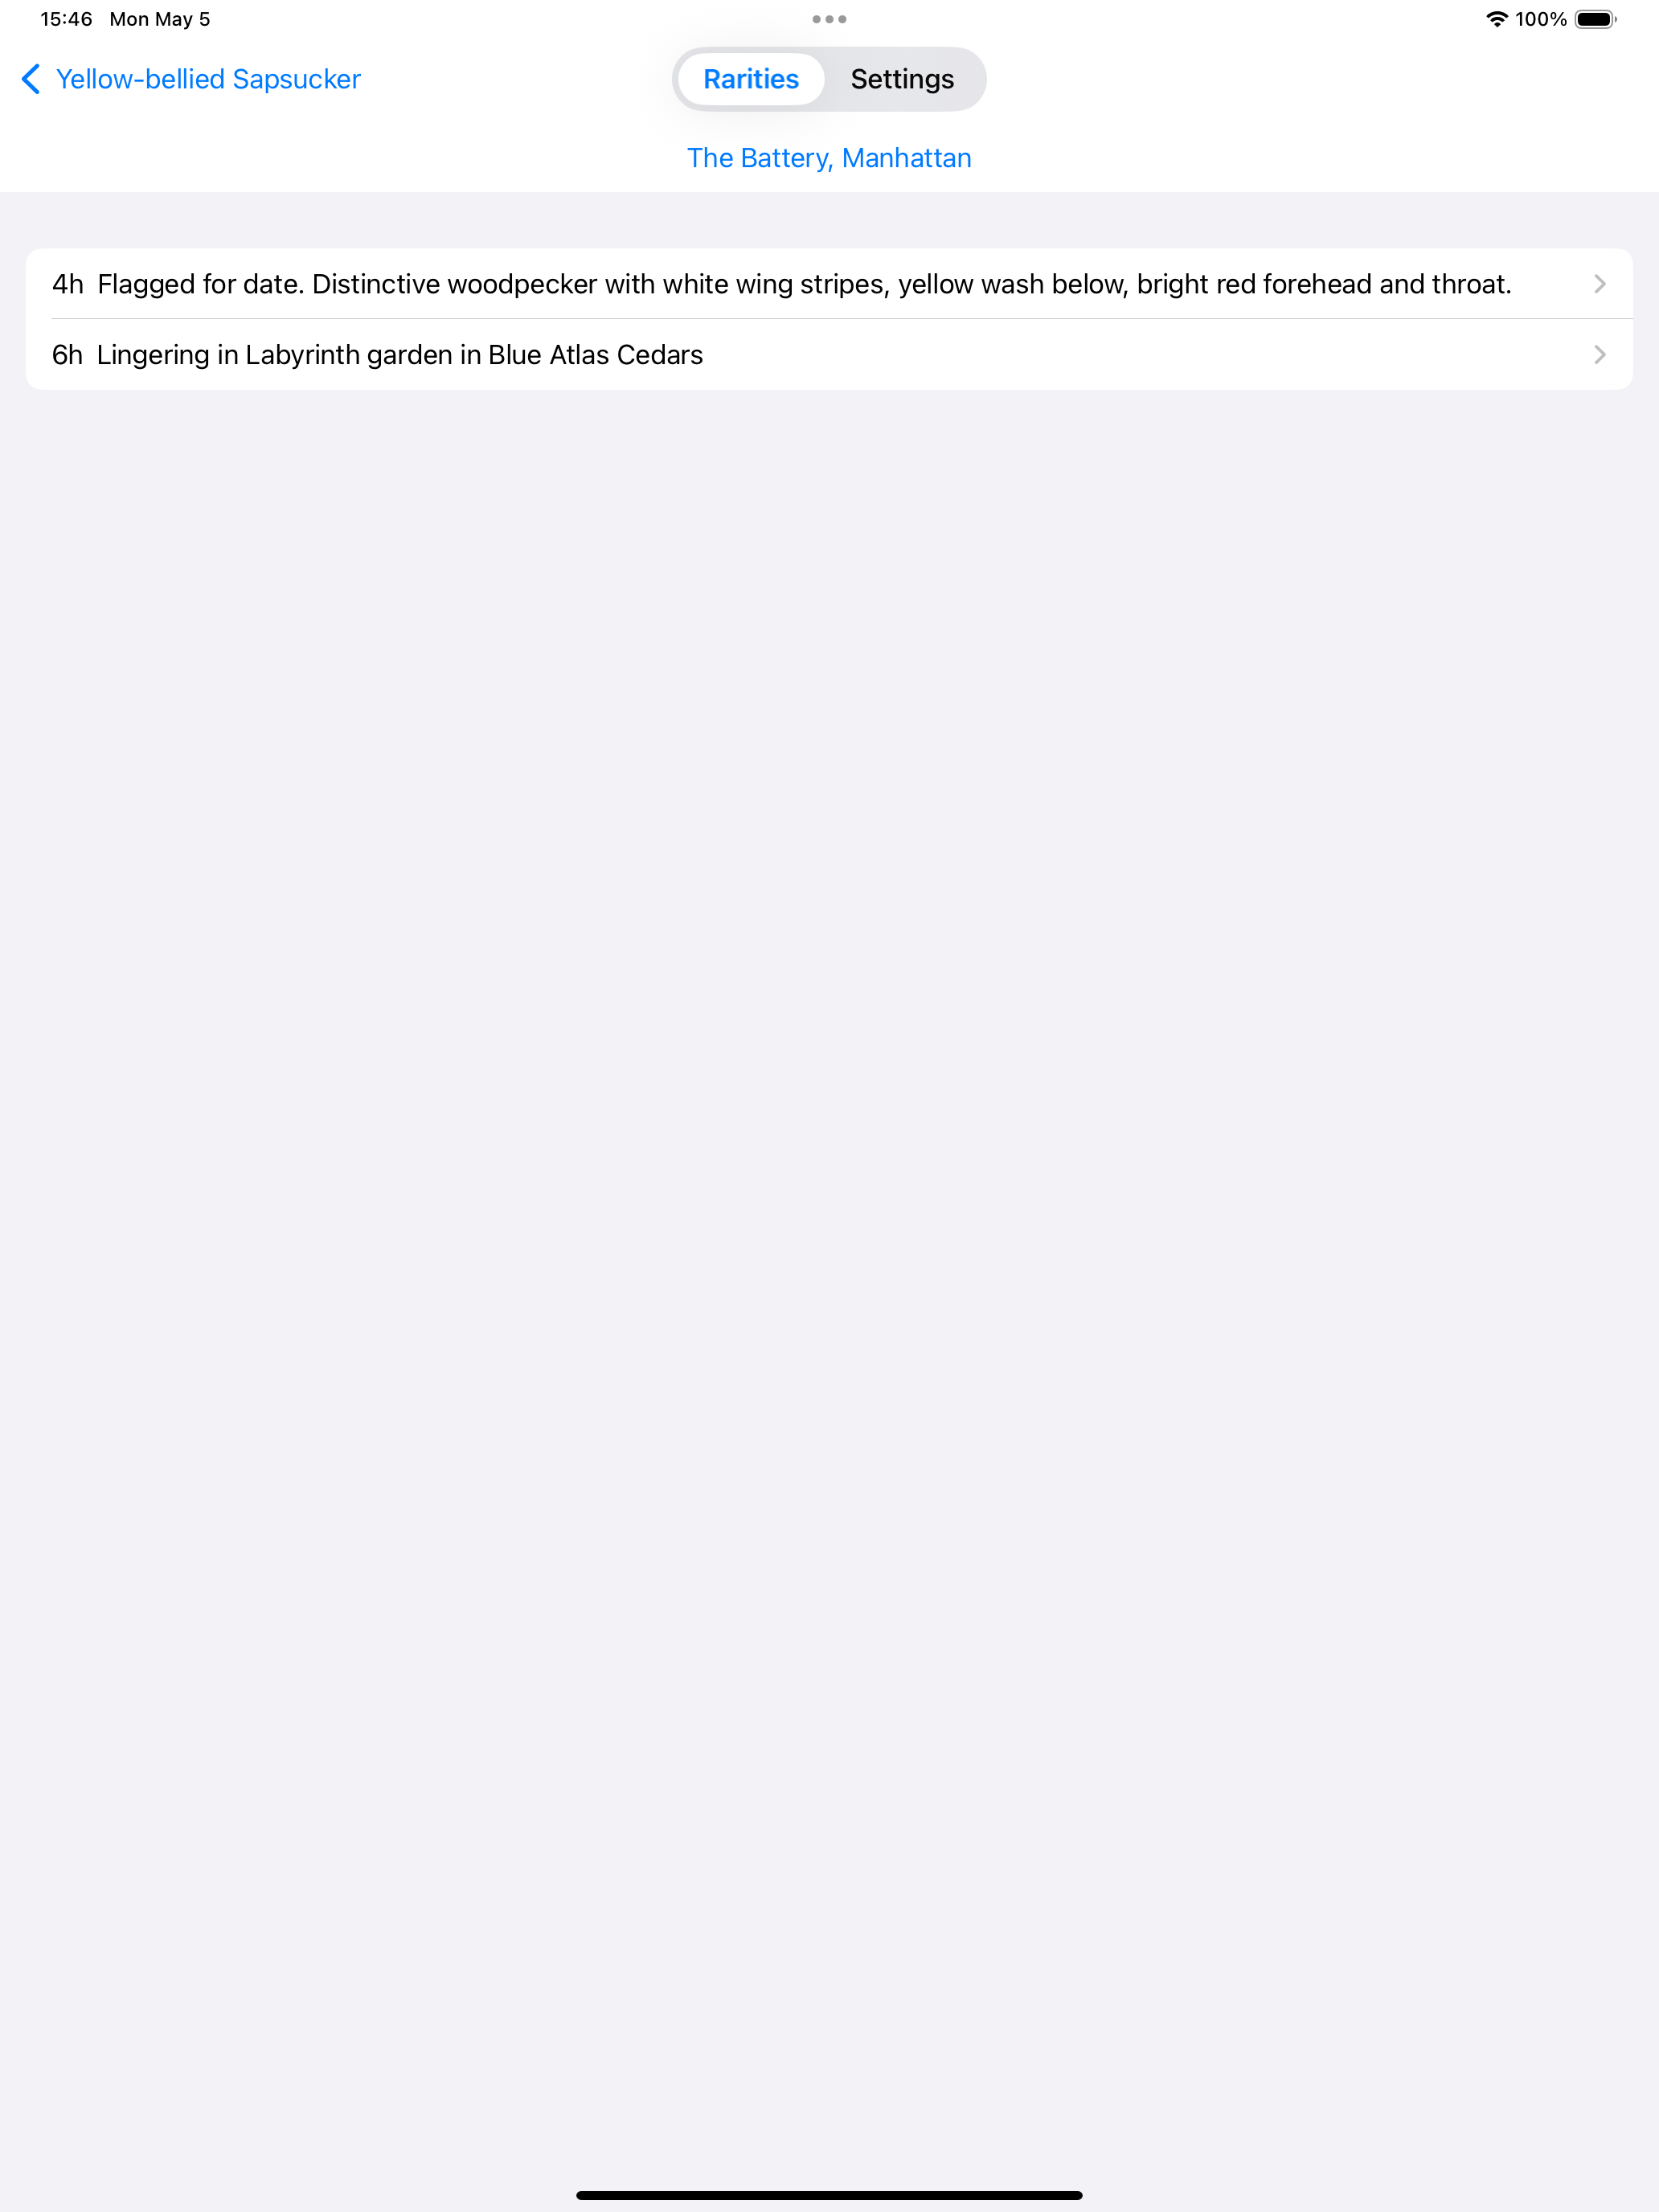 15:46 Mon May 5
100%
Yellow-bellied Sapsucker
Rarities
Settings
The Battery, Manhattan
4h Flagged for date. Distinctive woodpecker with white wing stripes, yellow wash below, bright red forehead and throat.
6h Lingering in Labyrinth garden in Blue Atlas Cedars